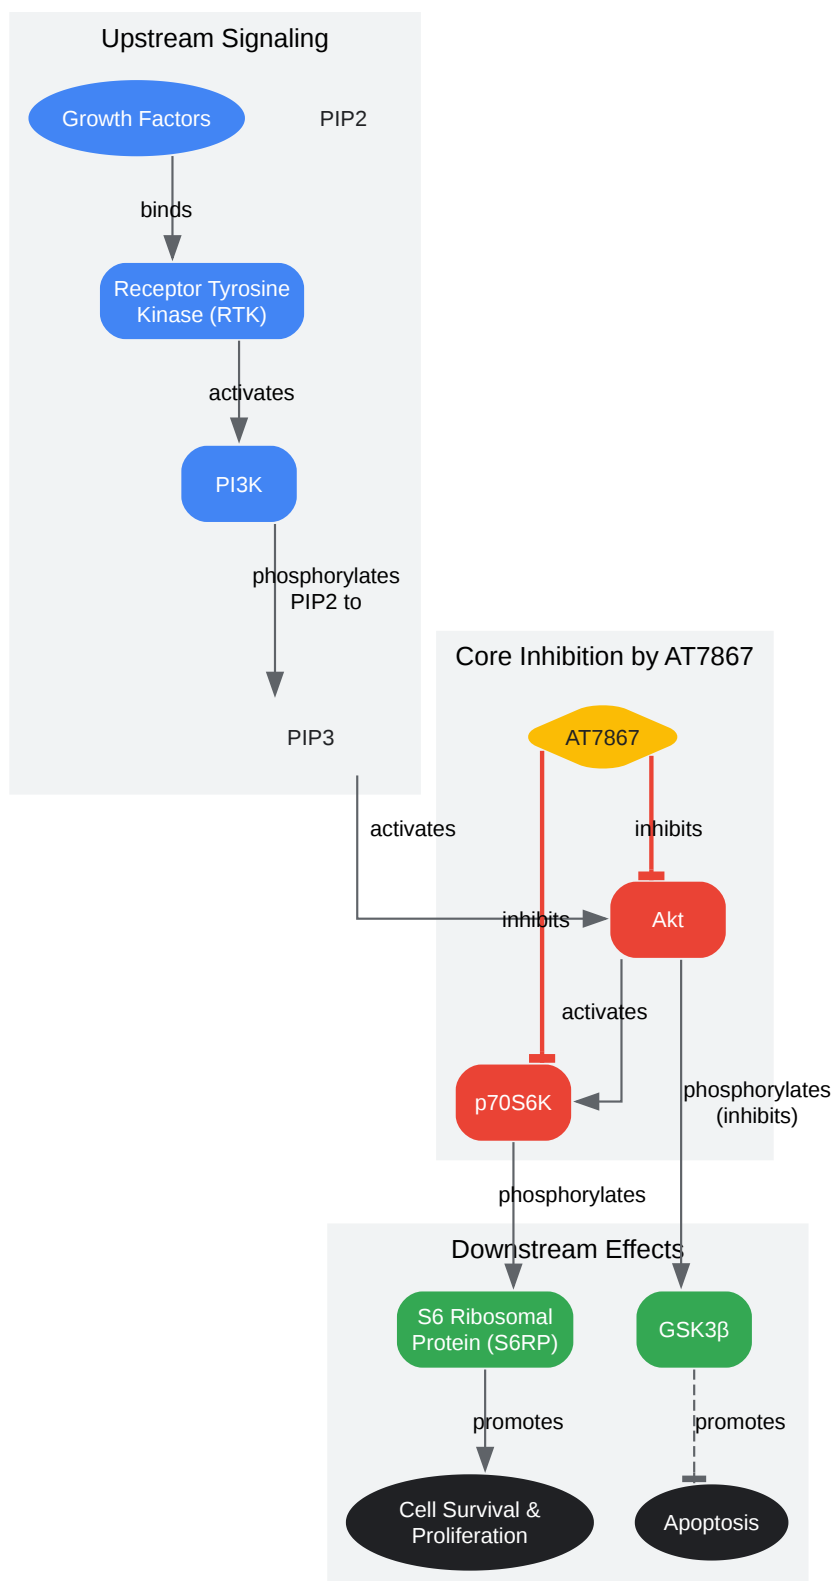 Upstream Signaling
Growth Factors
PIP2
binds
Receptor Tyrosine
Kinase (RTK)
activates
PI3K
phosphorylates
PIP2 to
PIP3
Core Inhibition by AT7867
AT7867
activates
inhibits
inhibits
Akt
activates
p70S6K
phosphorylates
(inhibits)
phosphorylates
Downstream Effects
S6 Ribosomal
Protein (S6RP)
GSK3β
promotes
promotes
Cell Survival &
Proliferation
Apoptosis